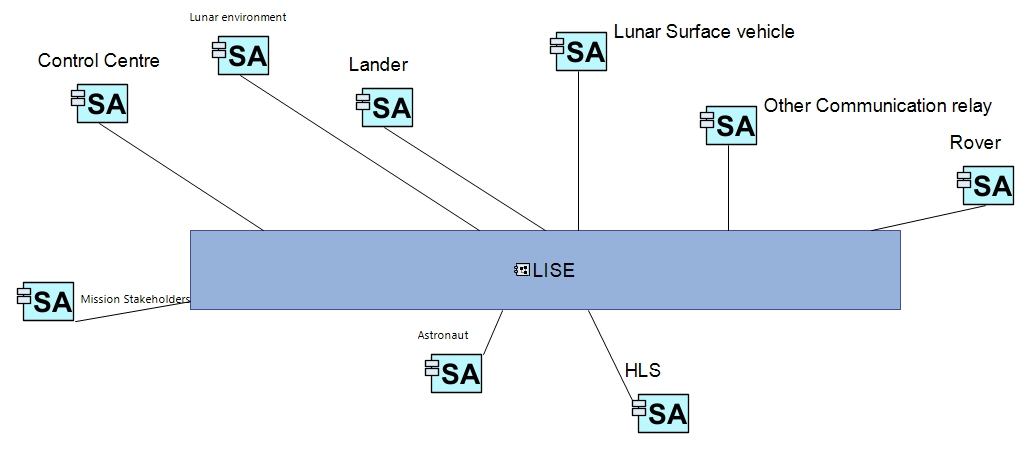 Lunar environment
SA
Lunar Surface vehicle
SA
Control Centre
SA
Lander
SA
Other Communication relay
SA
Rover
SA
LISE
SA
Mission Stakeholders
Astronaut
SA
HLS
SA